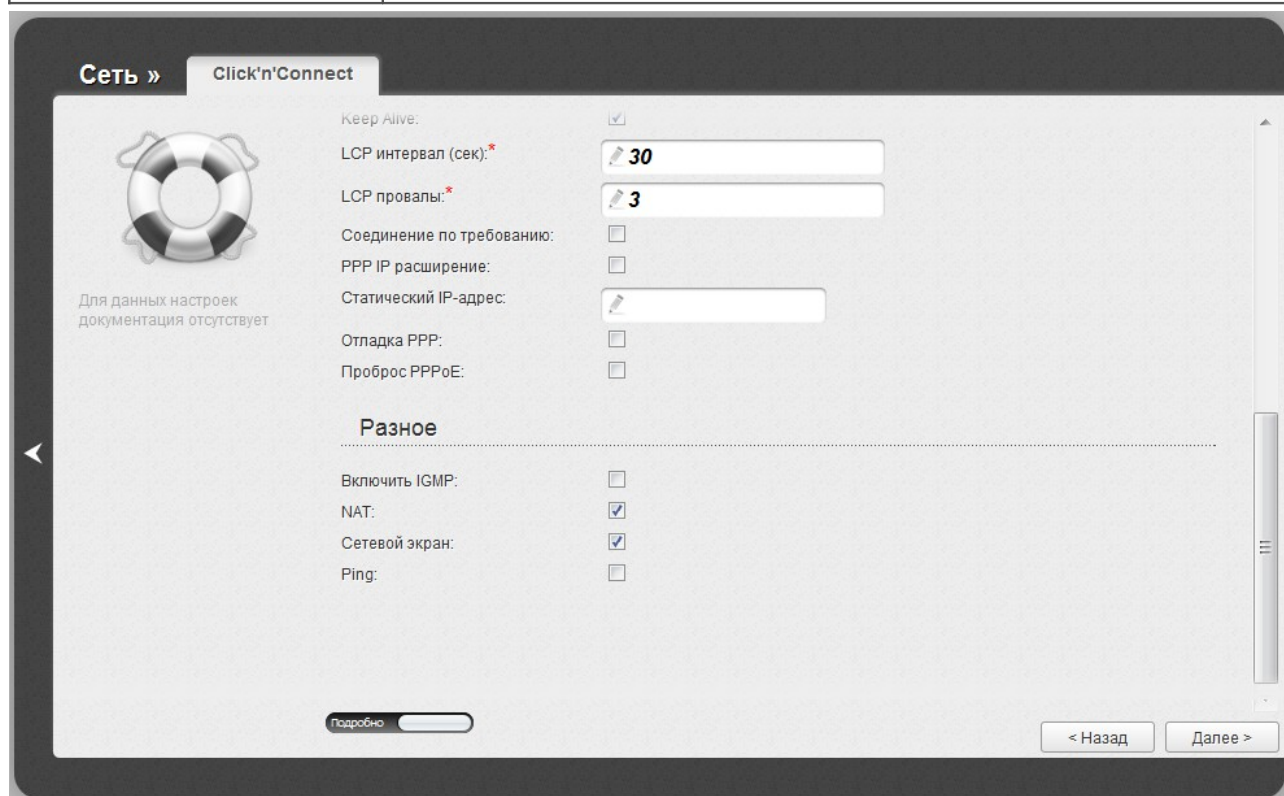 Сеть »
Click'n'Connect
Keep Alive:
LCP интервал (сек):*
30
LCP провалы:*
3
Соединение по требованию:
PPP IP расширение:
Статический IP-адрес:
Отладка PPP:
Проброс PPPoE:
Для данных настроек
документация отсутствует
Разное
Включить IGMP:
NAT:
Сетевой экран:
Ping:
Подробно
< Назад
Далее >